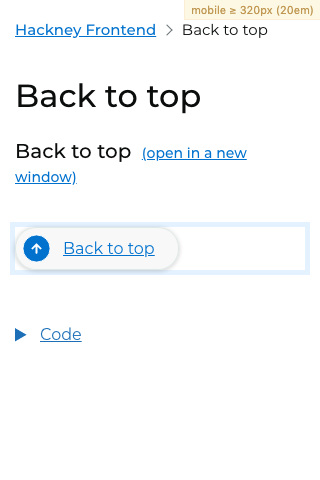 mobile ≥ 320px (20em)
Hackney Frontend > Back to top
Back to top
Back to top (open in a new
window)
Back to top
Code